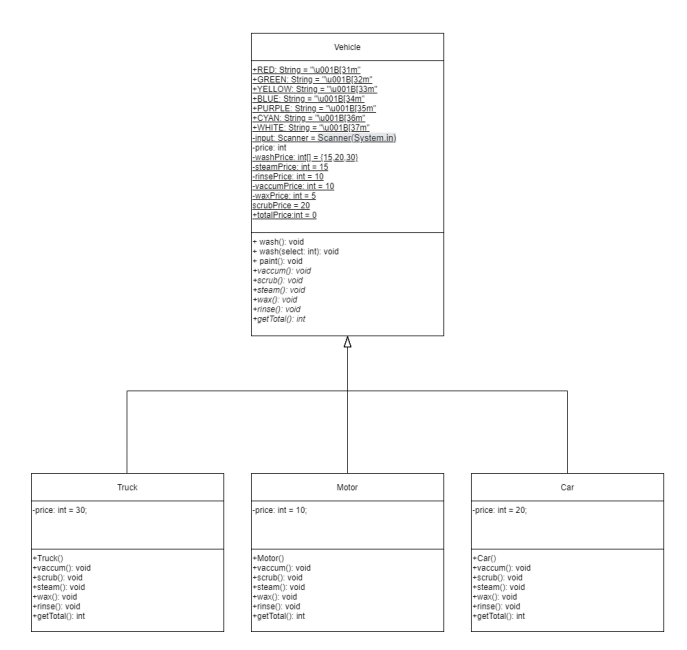 Vehicle
+RED: String = "\u001B[31m"
+GREEN: String = "\u001B[32m"
+YELLOW: String = "\u001B[33m"
+BLUE: String = "\u001B[34m"
+PURPLE: String = "\u001B[35m"
+CYAN: String = "\u001B[36m"
+WHITE: String = "\u001B[37m"
-input: Scanner = Scanner(System.in)
-price: int
-washPrice: int[] = {15,20,30}
-steamPrice: int = 15
-rinsePrice: int = 10
-vaccumPrice: int = 10
-waxPrice: int = 5
scrubPrice = 20
+totalPrice:int = 0
+ wash(): void
+ wash(select: int): void
+ paint(): void
+vaccum(): void
+scrub(): void
+steam(): void
+wax(): void
+rinse(): void
+getTotal(): int
Truck
-price: int = 30;
+Truck()
+vaccum(): void
+scrub(): void
+steam(): void
+wax(): void
+rinse(): void
+getTotal(): int
Motor
-price: int = 10;
+Motor()
+vaccum(): void
+scrub(): void
+steam(): void
+wax(): void
+rinse(): void
+getTotal(): int
Car
-price: int = 20;
+Car()
+vaccum(): void
+scrub(): void
+steam(): void
+wax(): void
+rinse(): void
+getTotal(): int